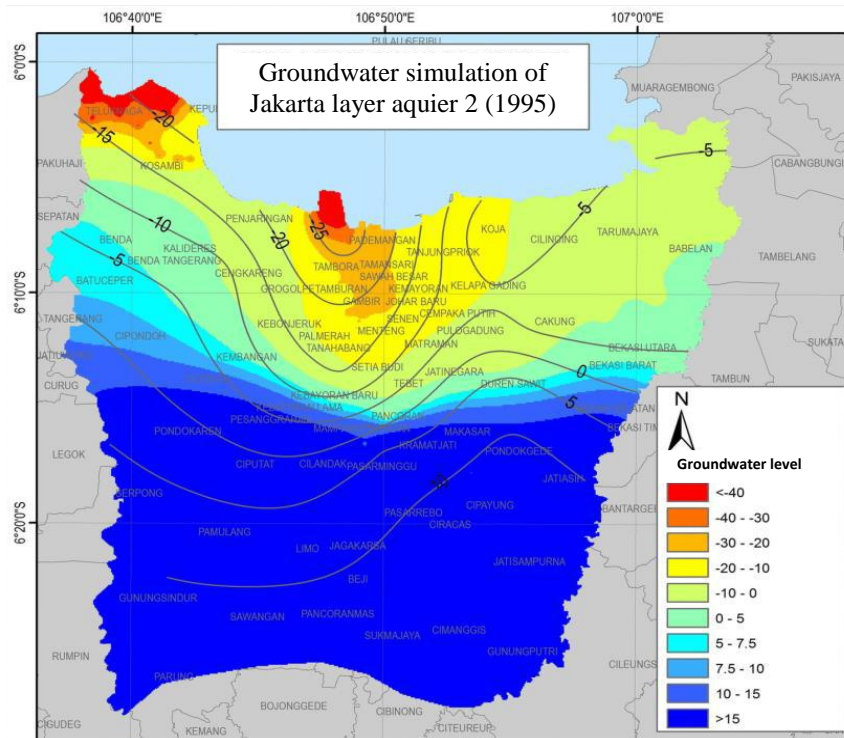 106°40'0"E 106°50'0"E 107°0'0"E
6°0'0"S
6°10'0"S
6°20'0"S
Groundwater simulation of
Jakarta layer aquier 2 (1995)
PULAU SERIBU
MUARAGEMBONG
PAKISJAYA
TELUKNAGA
-20
-15
PAKUHAJI
KOSAMBI
-5
CABANGBUNGI
SEPATAN
-10
PENJARINGAN
-20
-25
PADEMANGAN
KOJA
-5
CILINCING
TARUMAJAYA
BENDA
KALIDERES
BENDA TANGERANG
TANJUNGPRIOK
BABELAN
-5
CENGKARENG
TAMBORA
TAMANSARI
TAMBELANG
BATUCEPER
SAWAH BESAR
GROGOLPETAMBURAN
KEMAYORAN
KELAPA GADING
GAMBIR
JOHAR BARU
TANGERANG
CIPONDOH
KEBONJERUK
SENEN
CEMPAKA PUTIH
CAKUNG
PALMERAH
MENTENG
PULOGADUNG
SUKATA
KEMBANGAN
TANAHABANG
MATRAMAN
BEKASI UTARA
SETIA BUDI
JATINEGARA
0
BEKASI BARAT
TAMBUN
CURUG
TEBET
DUREN SAWIT
KEBAYORAN BARU
5
PESANGGRAHAN
PANCORAN
PONDOKAREN
MAKASAR
BEKASI TIM
LEGOK
KRAMATJATI
CIPUTAT
CILANDAK
PASARMINGGU
PONDOKGEDE
JATIASIH
SERPONG
CIPAYUNG
BANTARGEB
PASARREBO
CIRACAS
PAMULANG
LIMO
JAGAKARSA
JATISAMPURNA
BEJI
GUNUNGSINDUR
SAWANGAN
PANCORANMAS
CIMANGGIS
SUKMAJAYA
GUNUNGPUTRI
RUMPIN
CILEUNGS
PARUNG
BOJONGGEDE
CIBINONG
CIGUDEG
KEMANG
CITEUREUP
N
Groundwater level
<-40
-40 - -30
-30 - -20
-20 - -10
-10 - 0
0 - 5
5 - 7.5
7.5 - 10
10 - 15
>15